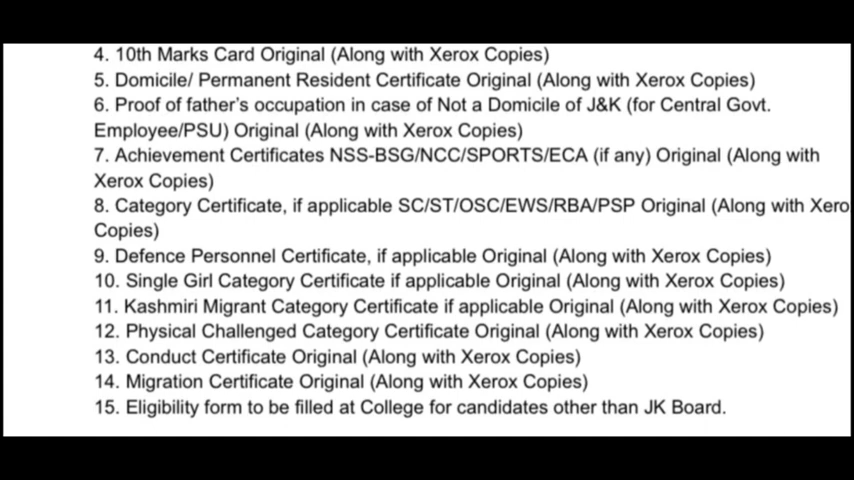 4. 10th Marks Card Original (Along with Xerox Copies)
5. Domicile/ Permanent Resident Certificate Original (Along with Xerox Copies)
6. Proof of father's occupation in case of Not a Domicile of J&K (for Central Govt.
Employee/PSU) Original (Along with Xerox Copies)
7. Achievement Certificates NSS-BSG/NCC/SPORTS/ECA (if any) Original (Along with
Xerox Copies)
8. Category Certificate, if applicable SC/ST/OSC/EWS/RBA/PSP Original (Along with Xero
Copies)
9. Defence Personnel Certificate, if applicable Original (Along with Xerox Copies)
10. Single Girl Category Certificate if applicable Original (Along with Xerox Copies)
11. Kashmiri Migrant Category Certificate if applicable Original (Along with Xerox Copies)
12. Physical Challenged Category Certificate Original (Along with Xerox Copies)
13. Conduct Certificate Original (Along with Xerox Copies)
14. Migration Certificate Original (Along with Xerox Copies)
15. Eligibility form to be filled at College for candidates other than JK Board.